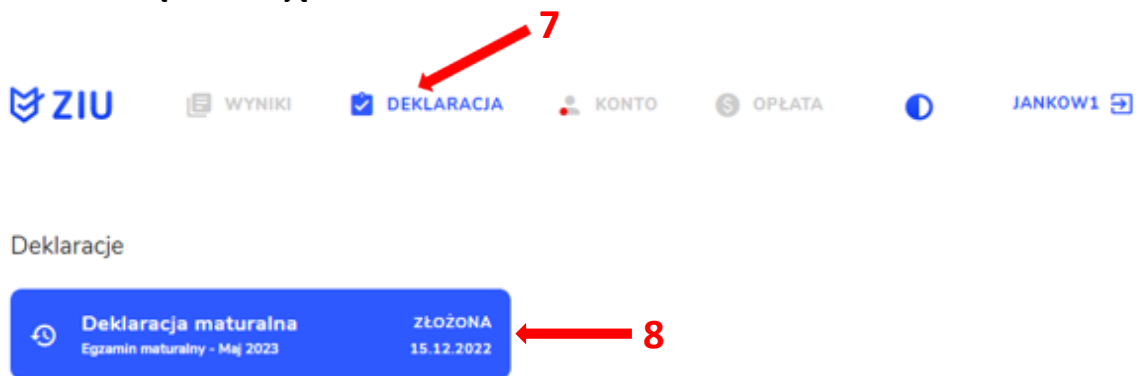 7
ZIU WYNIKI DEKLARACJA KONTO OPŁATA JANKOW1
Deklaracje
Deklaracja maturalna ZŁOŻONA
Egzamin maturalny - Maj 2023 15.12.2022
8